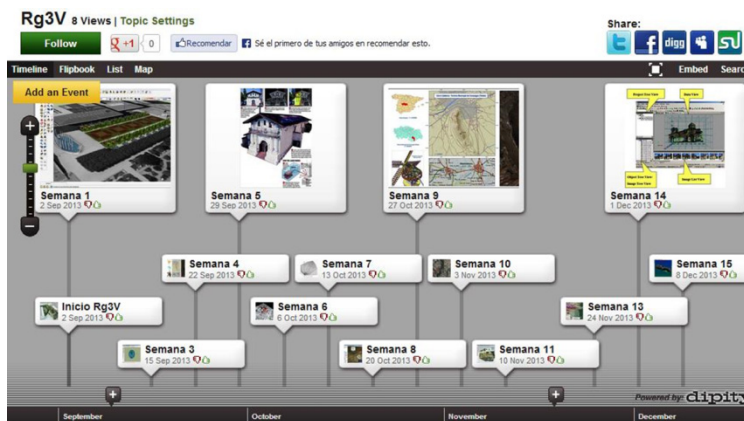 Rg3V 8 Views | Topic Settings
Share:
Follow
g +1 0
Recomendar
Sé el primero de tus amigos en recomendar esto.
digg
Timeline Flipbook List Map
Embed Searc
Add an Event
Semana 1
2 Sep 2013
Semana 5
29 Sep 2013
Semana 9
27 Oct 2013
Semana 14
1 Dec 2013
Semana 4
22 Sep 2013
Semana 7
13 Oct 2013
Semana 10
3 Nov 2013
Semana 15
8 Dec 2013
Inicio Rg3V
2 Sep 2013
Semana 6
6 Oct 2013
Semana 13
24 Nov 2013
Semana 3
15 Sep 2013
Semana 8
20 Oct 2013
Semana 11
10 Nov 2013
Powered by: dipity
September
October
November
December